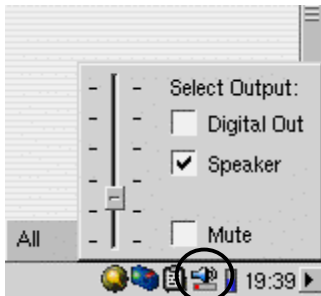 Select Output:
Digital Out
Speaker
Mute
All
19:39